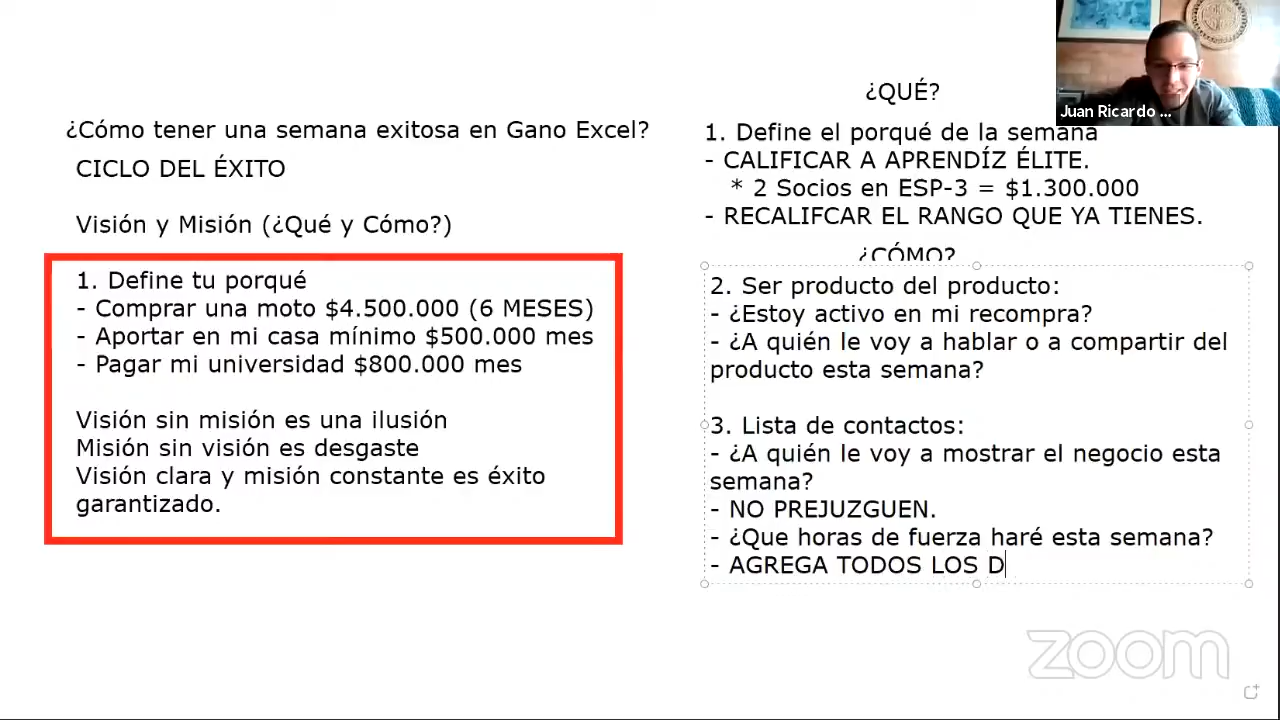 ¿Cómo tener una semana exitosa en Gano Excel?
CICLO DEL ÉXITO
Visión y Misión (¿Qué y Cómo?)
1. Define tu porqué
- Comprar una moto $4.500.000 (6 MESES)
- Aportar en mi casa mínimo $500.000 mes
- Pagar mi universidad $800.000 mes
Visión sin misión es una ilusión
Misión sin visión es desgaste
Visión clara y misión constante es éxito
garantizado.
¿QUÉ?
1. Define el porqué de la semana
- CALIFICAR A APRENDÍZ ÉLITE.
* 2 Socios en ESP-3 = $1.300.000
- RECALIFCAR EL RANGO QUE YA TIENES.
¿CÓMO?
2. Ser producto del producto:
- ¿Estoy activo en mi recompra?
- ¿A quién le voy a hablar o a compartir del
producto esta semana?
3. Lista de contactos:
- ¿A quién le voy a mostrar el negocio esta
semana?
- NO PREJUZGUEN.
- ¿Que horas de fuerza haré esta semana?
- AGREGA TODOS LOS D
Juan Ricardo ...
zoom